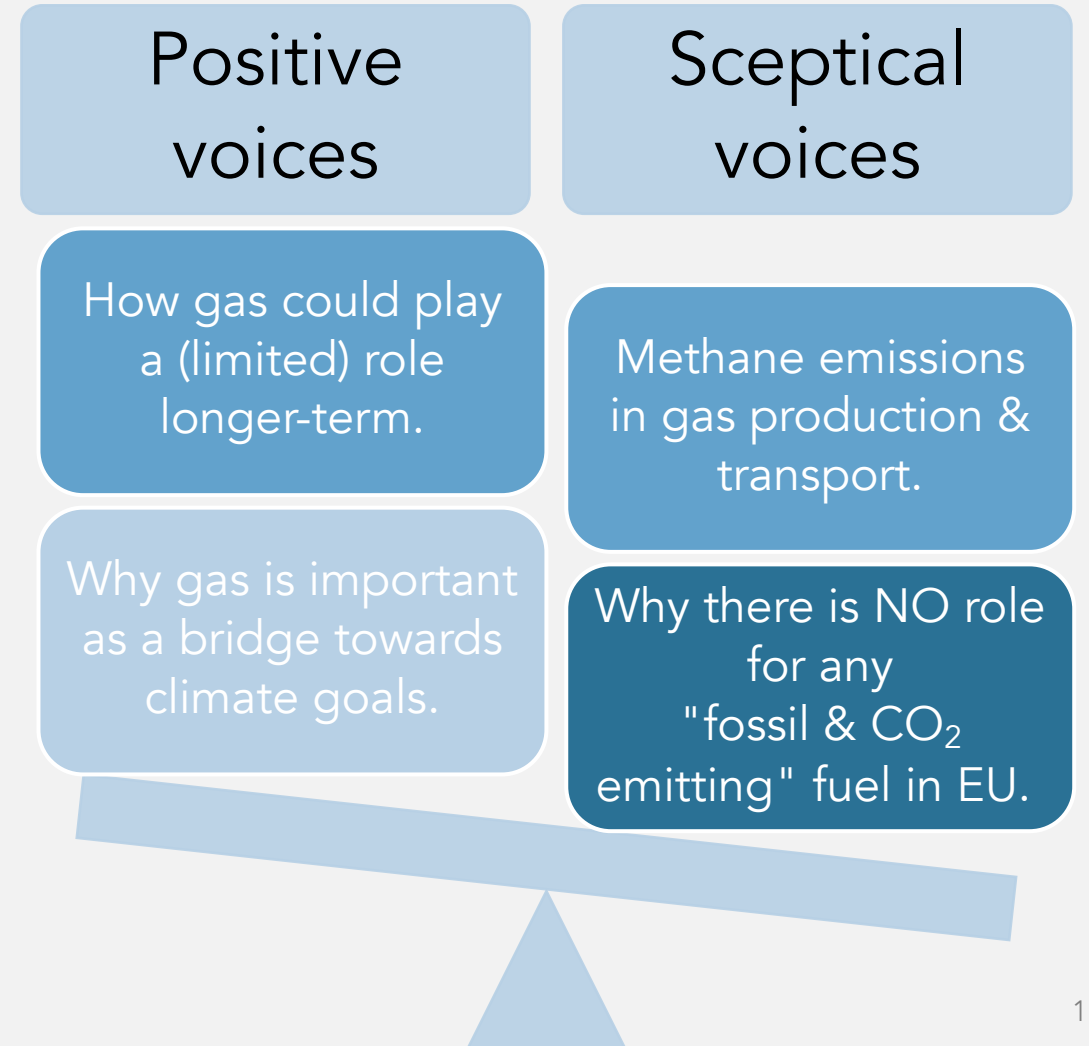 Positive
voices
Sceptical
voices
How gas could play
a (limited) role
longer-term.
Why gas is important
as a bridge towards
climate goals.
Methane emissions
in gas production &
transport.
Why there is NO role
for any
"fossil & CO₂
emitting" fuel in EU.
1